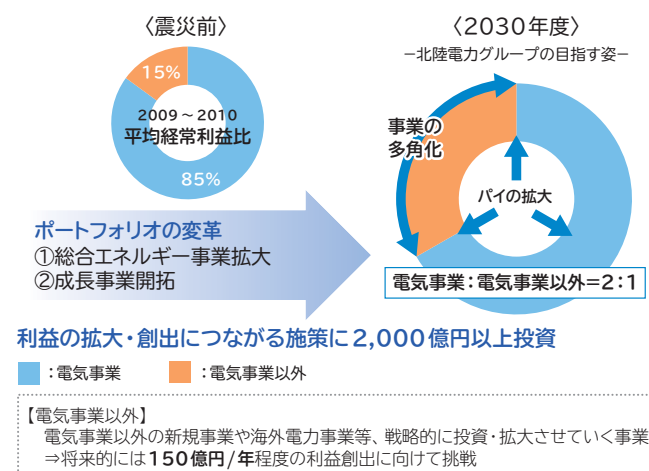 〈震災前〉
15%
2009～2010
平均経常利益比
85%
〈2030年度〉
－北陸電力グループの目指す姿－
事業の
多角化
パイの拡大
電気事業：電気事業以外＝2：1
ポートフォリオの変革
①総合エネルギー事業拡大
②成長事業開拓
利益の拡大・創出につながる施策に2,000億円以上投資
：電気事業
：電気事業以外
【電気事業以外】
電気事業以外の新規事業や海外電力事業等、戦略的に投資・拡大させていく事業
⇒将来的には150億円/年程度の利益創出に向けて挑戦